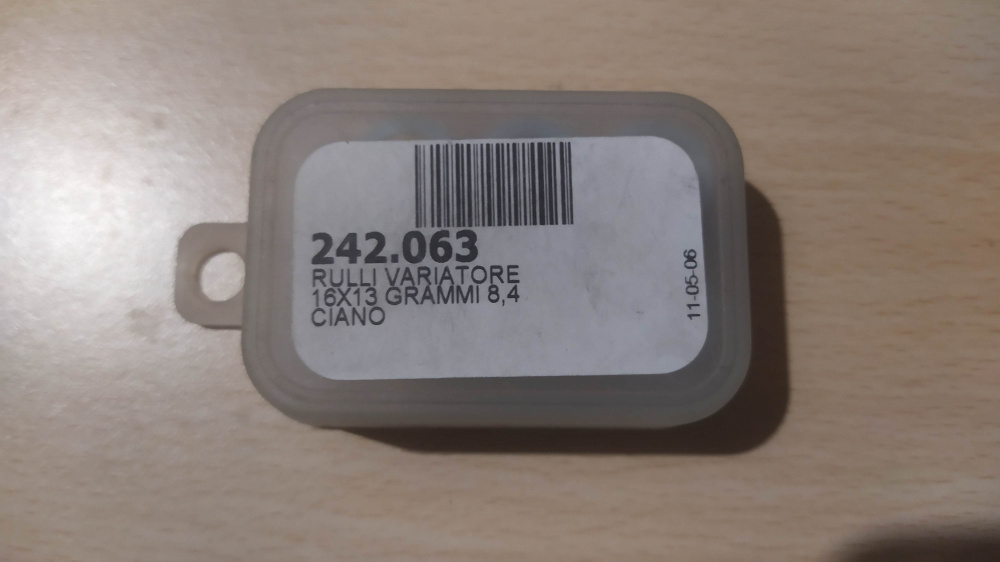 242.063
RULLI VARIATORE
16X13 GRAMMI 8,4
CIANO
11-05-06